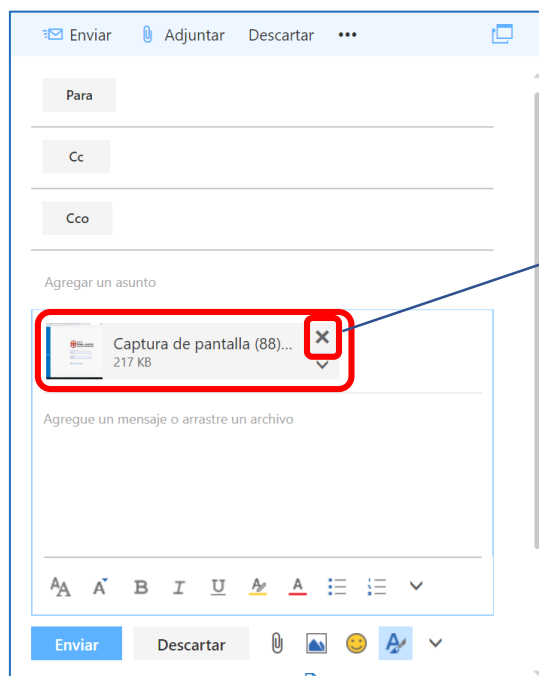 Enviar Adjuntar Descartar •••
Para
Cc
Cco
Agregar un asunto
Captura de pantalla (88)...
217 KB
Agregue un mensaje o arrastre un archivo
AA A B I U A A
Enviar Descartar A